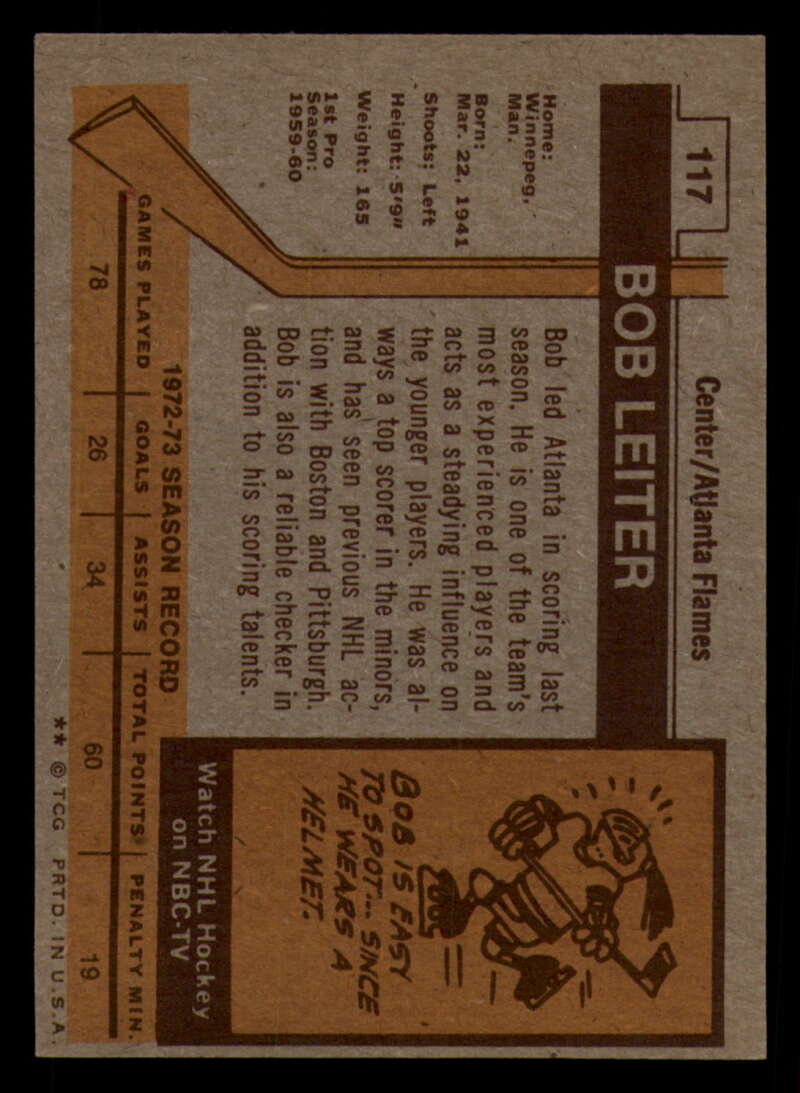 117
Center/Atlanta Flames
BOB LEITER
Home:
Winnepeg,
Man.
Born:
Mar. 22, 1941
Shoots: Left
Height: 5'9"
Weight: 165
1st Pro
Season:
1959-60
Bob led Atlanta in scoring last
season. He is one of the team's
most experienced players and
acts as a steadying influence on
the younger players. He was al-
ways a top scorer in the minors,
and has seen previous NHL ac-
tion with Boston and Pittsburgh.
Bob is also a reliable checker in
addition to his scoring talents.
BOB IS EASY
TO SPOT... SINCE
HE WEARS A
HELMET.
Watch NHL Hockey
on NBC-TV
1972-73 SEASON RECORD
GAMES PLAYED GOALS ASSISTS TOTAL POINTS PENALTY MIN.
78 26 34 60 19
** © TCG PRTD. IN U.S.A.